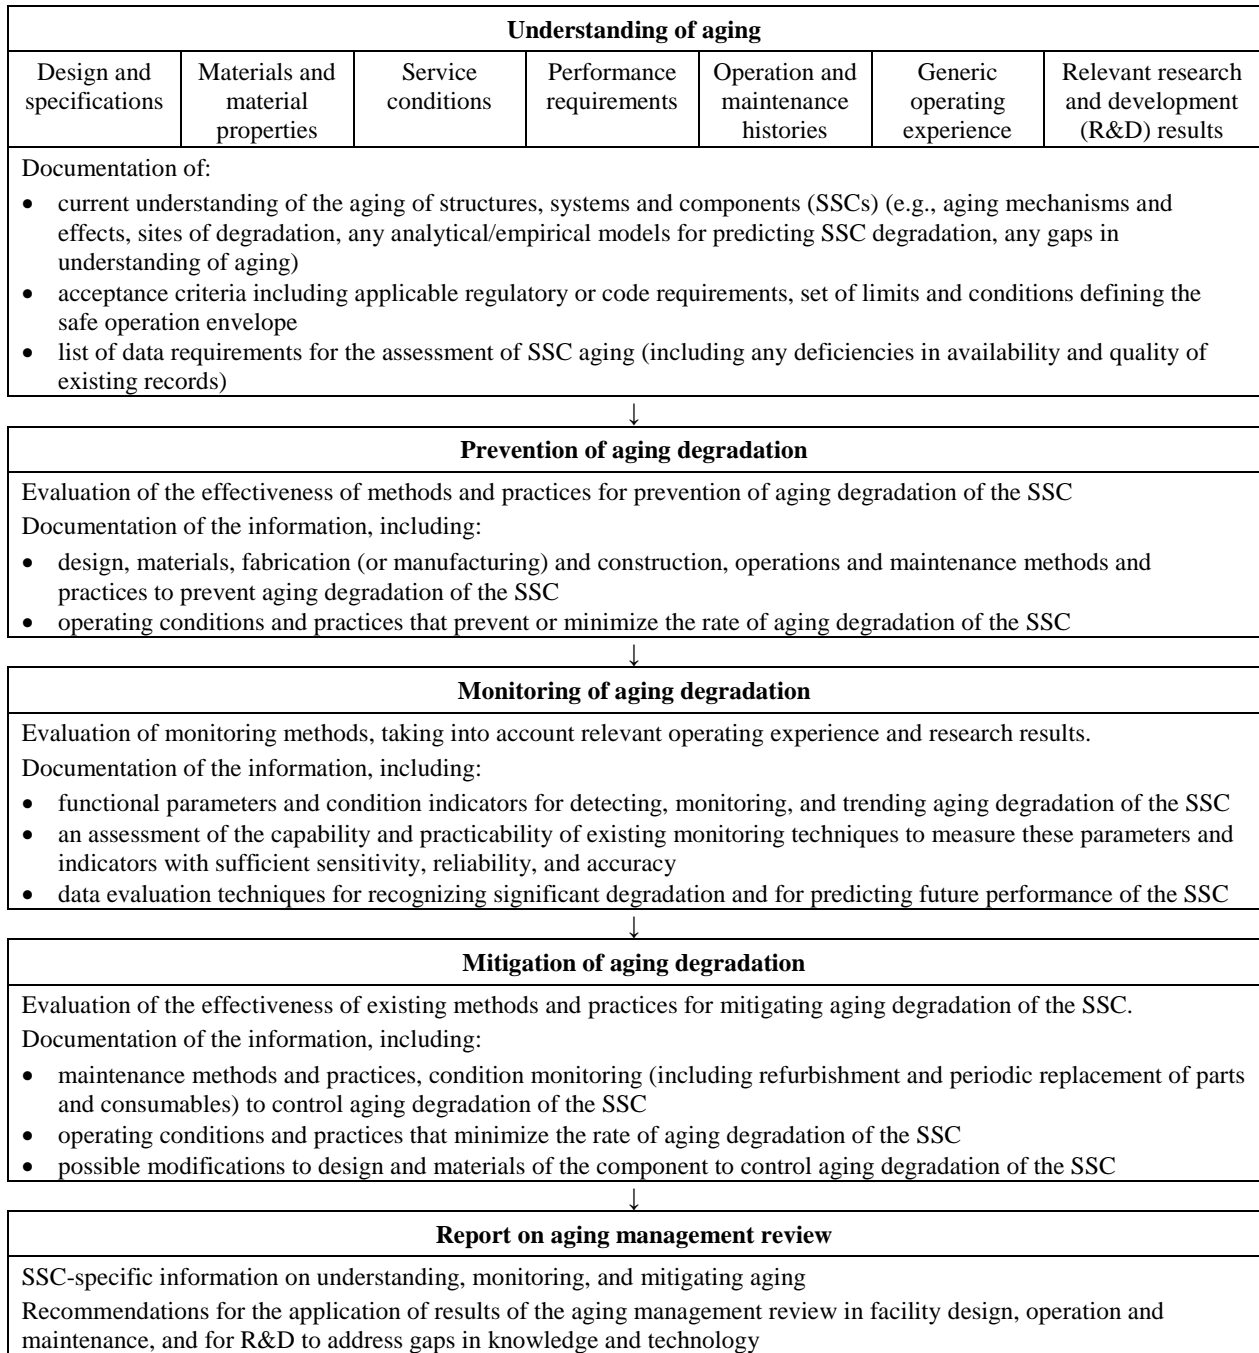 Understanding of aging
Design and
specifications
Materials and
material
properties
Service
conditions
Performance
requirements
Operation and
maintenance
histories
Generic
operating
experience
Relevant research
and development
(R&D) results
Documentation of:
• current understanding of the aging of structures, systems and components (SSCs) (e.g., aging mechanisms and
effects, sites of degradation, any analytical/empirical models for predicting SSC degradation, any gaps in
understanding of aging)
• acceptance criteria including applicable regulatory or code requirements, set of limits and conditions defining the
safe operation envelope
• list of data requirements for the assessment of SSC aging (including any deficiencies in availability and quality of
existing records)
↓
Prevention of aging degradation
Evaluation of the effectiveness of methods and practices for prevention of aging degradation of the SSC
Documentation of the information, including:
• design, materials, fabrication (or manufacturing) and construction, operations and maintenance methods and
practices to prevent aging degradation of the SSC
• operating conditions and practices that prevent or minimize the rate of aging degradation of the SSC
↓
Monitoring of aging degradation
Evaluation of monitoring methods, taking into account relevant operating experience and research results.
Documentation of the information, including:
• functional parameters and condition indicators for detecting, monitoring, and trending aging degradation of the SSC
• an assessment of the capability and practicability of existing monitoring techniques to measure these parameters and
indicators with sufficient sensitivity, reliability, and accuracy
• data evaluation techniques for recognizing significant degradation and for predicting future performance of the SSC
↓
Mitigation of aging degradation
Evaluation of the effectiveness of existing methods and practices for mitigating aging degradation of the SSC.
Documentation of the information, including:
• maintenance methods and practices, condition monitoring (including refurbishment and periodic replacement of parts
and consumables) to control aging degradation of the SSC
• operating conditions and practices that minimize the rate of aging degradation of the SSC
• possible modifications to design and materials of the component to control aging degradation of the SSC
↓
Report on aging management review
SSC-specific information on understanding, monitoring, and mitigating aging
Recommendations for the application of results of the aging management review in facility design, operation and
maintenance, and for R&D to address gaps in knowledge and technology